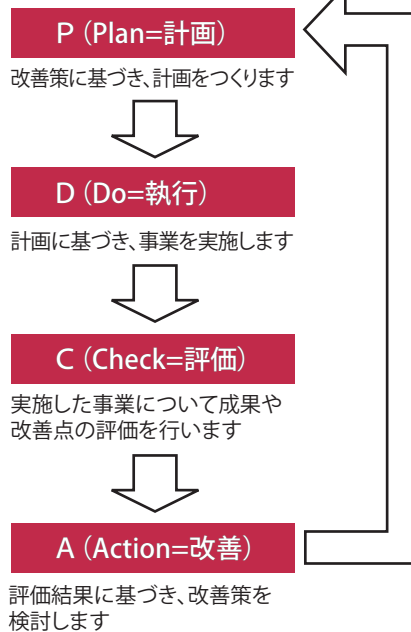 P（Plan=計画）
改善策に基づき、計画をつくります
D（Do=執行）
計画に基づき、事業を実施します
C（Check=評価）
実施した事業について成果や
改善点の評価を行います
A（Action=改善）
評価結果に基づき、改善策を
検討します